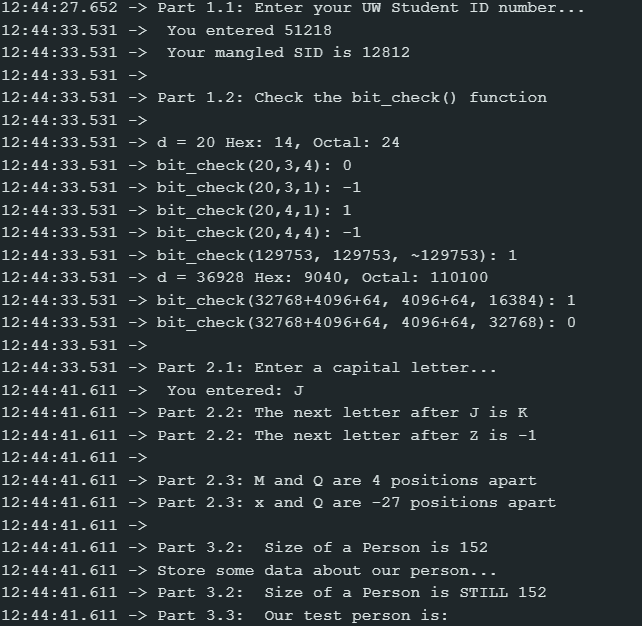 12:44:27.652 -> Part 1.1: Enter your UW Student ID number...
12:44:33.531 ->  You entered 51218
12:44:33.531 ->  Your mangled SID is 12812
12:44:33.531 ->
12:44:33.531 -> Part 1.2: Check the bit_check() function
12:44:33.531 ->
12:44:33.531 -> d = 20 Hex: 14, Octal: 24
12:44:33.531 -> bit_check(20,3,4): 0
12:44:33.531 -> bit_check(20,3,1): -1
12:44:33.531 -> bit_check(20,4,1): 1
12:44:33.531 -> bit_check(20,4,4): -1
12:44:33.531 -> bit_check(129753, 129753, ~129753): 1
12:44:33.531 -> d = 36928 Hex: 9040, Octal: 110100
12:44:33.531 -> bit_check(32768+4096+64, 4096+64, 16384): 1
12:44:33.531 -> bit_check(32768+4096+64, 4096+64, 32768): 0
12:44:33.531 ->
12:44:33.531 -> Part 2.1: Enter a capital letter...
12:44:41.611 ->  You entered: J
12:44:41.611 -> Part 2.2: The next letter after J is K
12:44:41.611 -> Part 2.2: The next letter after Z is -1
12:44:41.611 ->
12:44:41.611 -> Part 2.3: M and Q are 4 positions apart
12:44:41.611 -> Part 2.3: x and Q are -27 positions apart
12:44:41.611 ->
12:44:41.611 -> Part 3.2:  Size of a Person is 152
12:44:41.611 -> Store some data about our person...
12:44:41.611 -> Part 3.2:  Size of a Person is STILL 152
12:44:41.611 -> Part 3.3:  Our test person is: